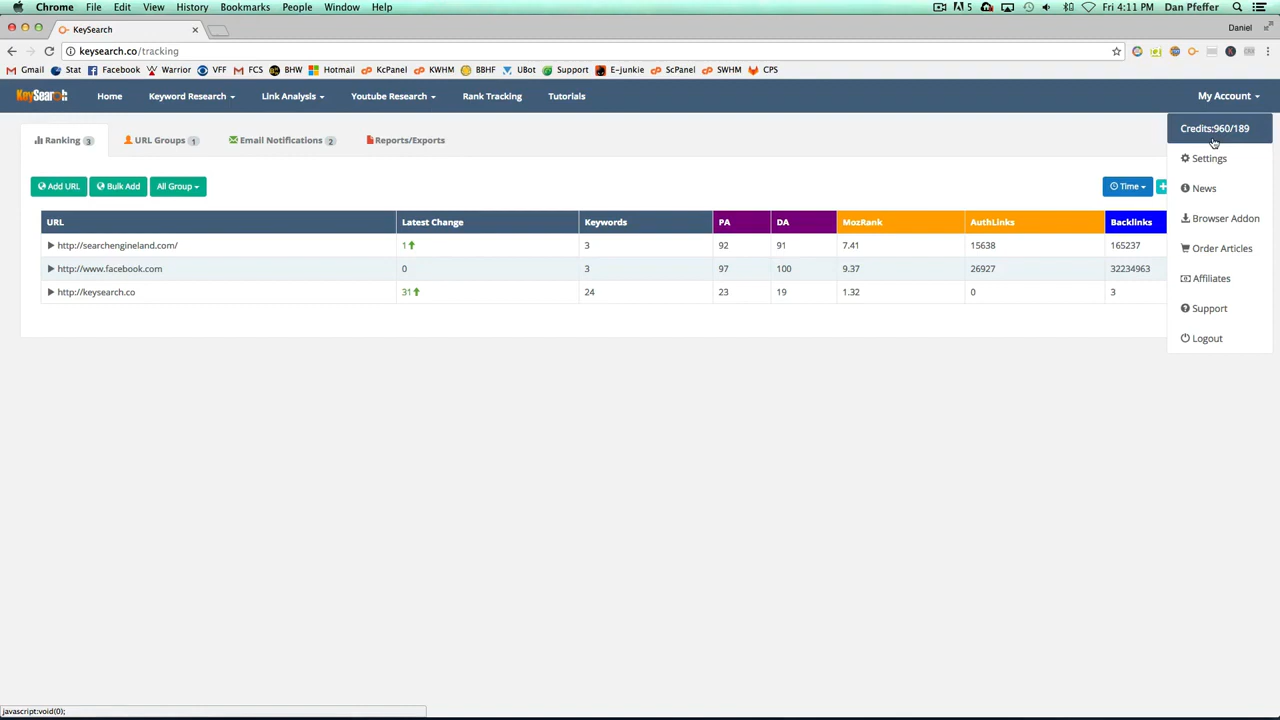 Chrome File Edit View History Bookmarks People Window Help 5 Fri 4:11 PM Dan Pfeffer
KeySearch Daniel
keysearch.co/tracking
Gmail Stat Facebook Warrior VFF FCS BHW Hotmail KcPanel KWHM BBHF UBot Support E-junkie ScPanel SWHM CPS
KeySearch Home Keyword Research Link Analysis Youtube Research Rank Tracking Tutorials My Account
Credits:960/189
Ranking 3 URL Groups 1 Email Notifications 2 Reports/Exports
Settings
Add URL Bulk Add All Group Time
News
URL Latest Change Keywords PA DA MozRank AuthLinks Backlinks
Browser Addon
http://searchengineland.com/ 1 3 92 91 7.41 15638 165237
Order Articles
http://www.facebook.com 0 3 97 100 9.37 26927 32234963
Affiliates
http://keysearch.co 31 24 23 19 1.32 0 3
Support
Logout
javascript:void(0);